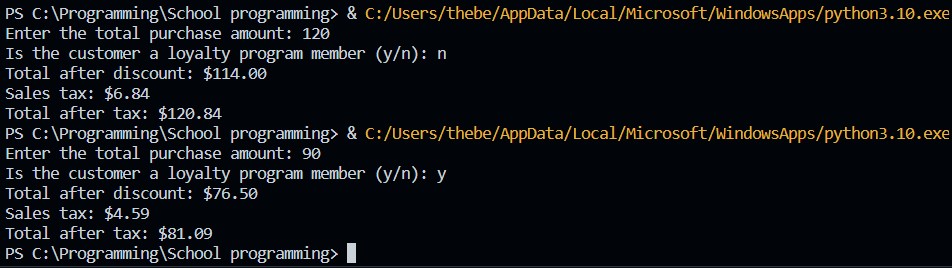 PS C:\Programming\School programming> & C:/Users/thebe/AppData/Local/Microsoft/WindowsApps/python3.10.exe
Enter the total purchase amount: 120
Is the customer a loyalty program member (y/n): n
Total after discount: $114.00
Sales tax: $6.84
Total after tax: $120.84
PS C:\Programming\School programming> & C:/Users/thebe/AppData/Local/Microsoft/WindowsApps/python3.10.exe
Enter the total purchase amount: 90
Is the customer a loyalty program member (y/n): y
Total after discount: $76.50
Sales tax: $4.59
Total after tax: $81.09
PS C:\Programming\School programming>